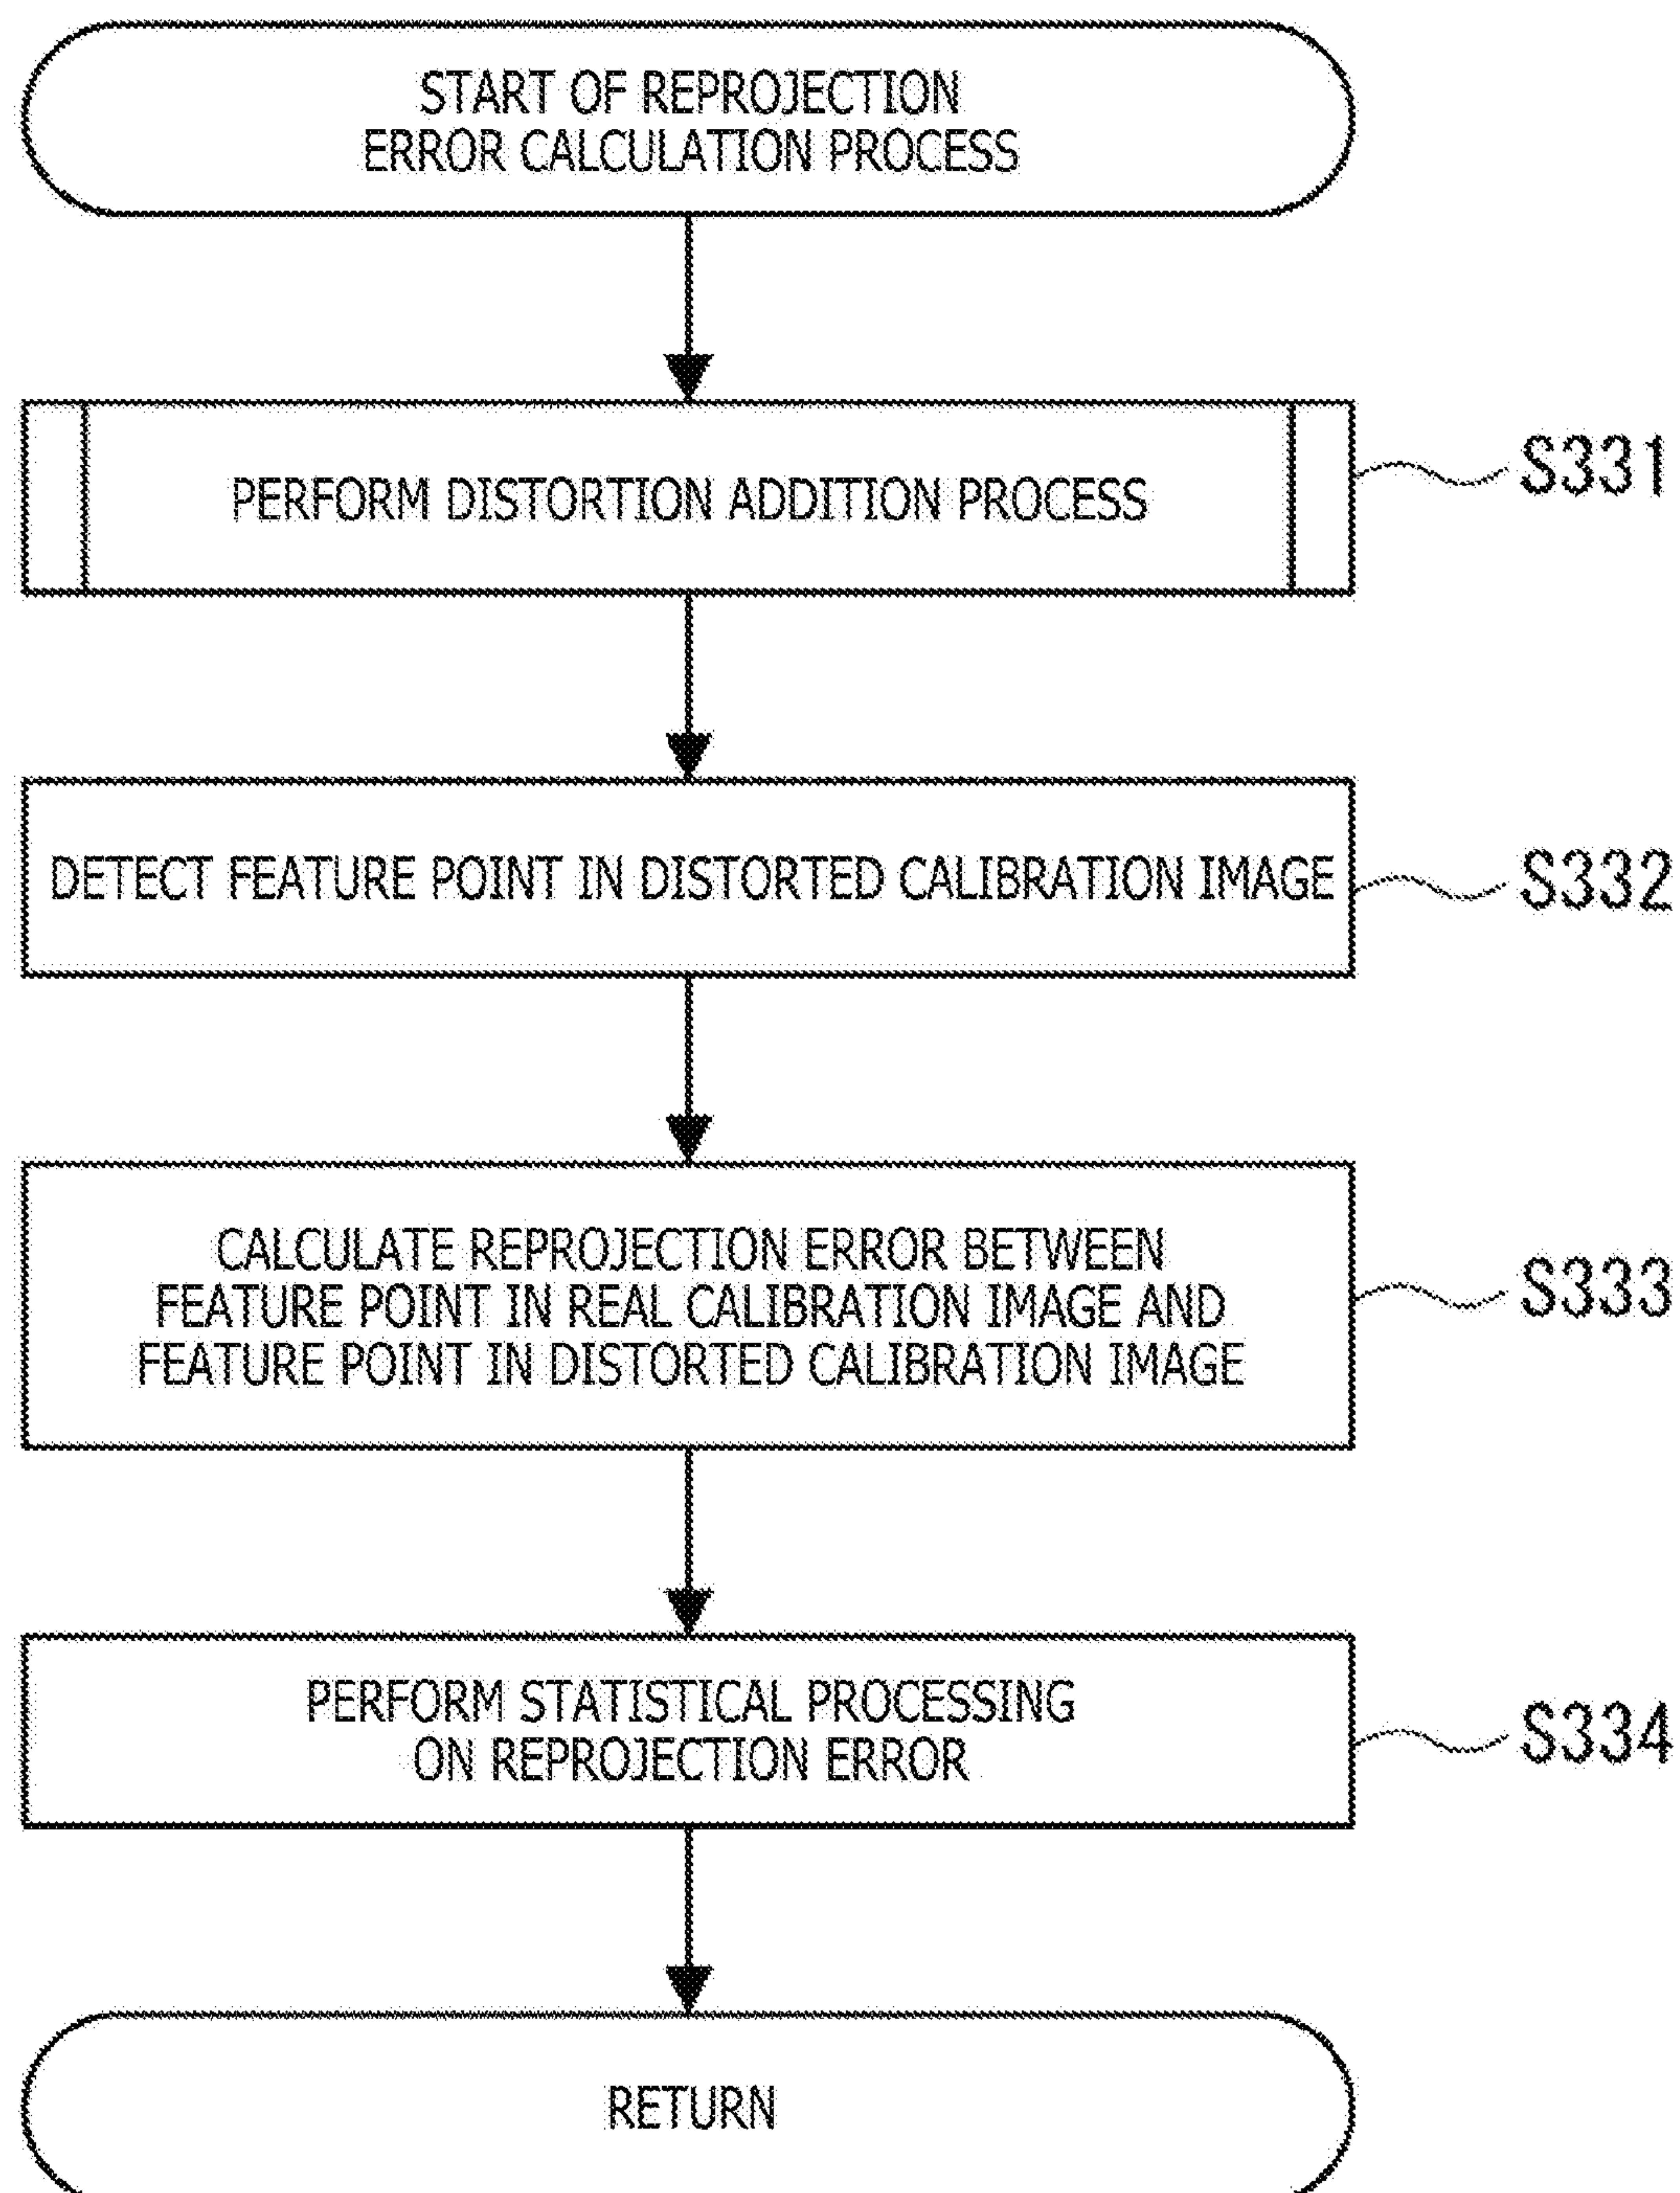 START OF REPROJECTION
ERROR CALCULATION PROCESS
PERFORM DISTORTION ADDITION PROCESS
S331
DETECT FEATURE POINT IN DISTORTED CALIBRATION IMAGE
S332
CALCULATE REPROJECTION ERROR BETWEEN
FEATURE POINT IN REAL CALIBRATION IMAGE AND
FEATURE POINT IN DISTORTED CALIBRATION IMAGE
S333
PERFORM STATISTICAL PROCESSING
ON REPROJECTION ERROR
S334
RETURN